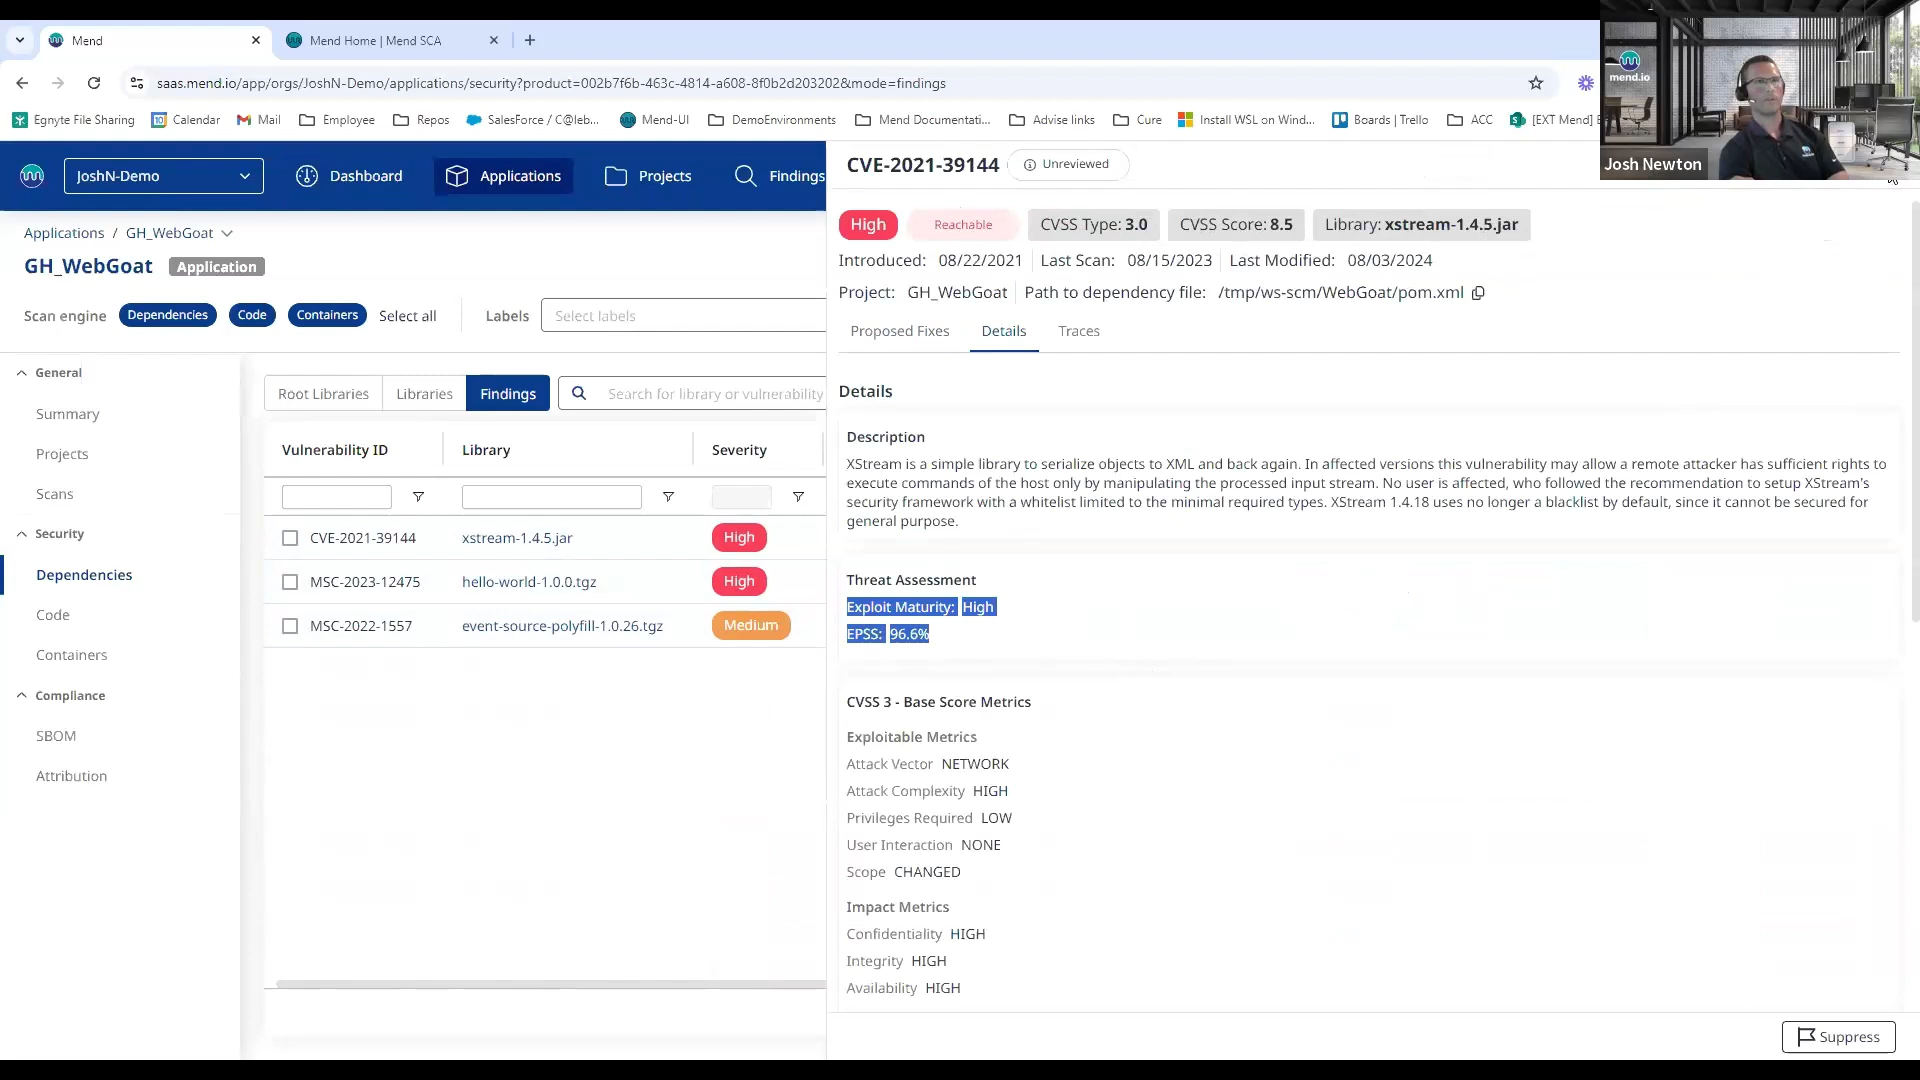 Mend
Mend Home | Mend SCA
saas.mend.io/app/orgs/JoshN-Demo/applications/security?product=002b7f6b-463c-4814-a608-8f0b2d203202&mode=findings
mend.io
Josh Newton
Egnyte File Sharing
Calendar
Mail
Employee
Repos
SalesForce / C@leb...
Mend-UI
DemoEnvironments
Mend Documentati...
Advise links
Cure
Install WSL on Wind...
Boards | Trello
ACC
[EXT Mend]
JoshN-Demo
Dashboard
Applications
Projects
Findings
Applications / GH_WebGoat
GH_WebGoat Application
Scan engine Dependencies Code Containers Select all Labels Select labels
General
Summary
Projects
Scans
Security
Dependencies
Code
Containers
Compliance
SBOM
Attribution
Root Libraries Libraries Findings Search for library or vulnerability
Vulnerability ID Library Severity
CVE-2021-39144 xstream-1.4.5.jar High
MSC-2023-12475 hello-world-1.0.0.tgz High
MSC-2022-1557 event-source-polyfill-1.0.26.tgz Medium
CVE-2021-39144 Unreviewed
High Reachable CVSS Type: 3.0 CVSS Score: 8.5 Library: xstream-1.4.5.jar
Introduced: 08/22/2021 Last Scan: 08/15/2023 Last Modified: 08/03/2024
Project: GH_WebGoat Path to dependency file: /tmp/ws-scm/WebGoat/pom.xml
Proposed Fixes Details Traces
Details
Description
XStream is a simple library to serialize objects to XML and back again. In affected versions this vulnerability may allow a remote attacker has sufficient rights to
execute commands of the host only by manipulating the processed input stream. No user is affected, who followed the recommendation to setup XStream's
security framework with a whitelist limited to the minimal required types. XStream 1.4.18 uses no longer a blacklist by default, since it cannot be secured for
general purpose.
Threat Assessment
Exploit Maturity: High
EPSS: 96.6%
CVSS 3 - Base Score Metrics
Exploitable Metrics
Attack Vector NETWORK
Attack Complexity HIGH
Privileges Required LOW
User Interaction NONE
Scope CHANGED
Impact Metrics
Confidentiality HIGH
Integrity HIGH
Availability HIGH
Suppress